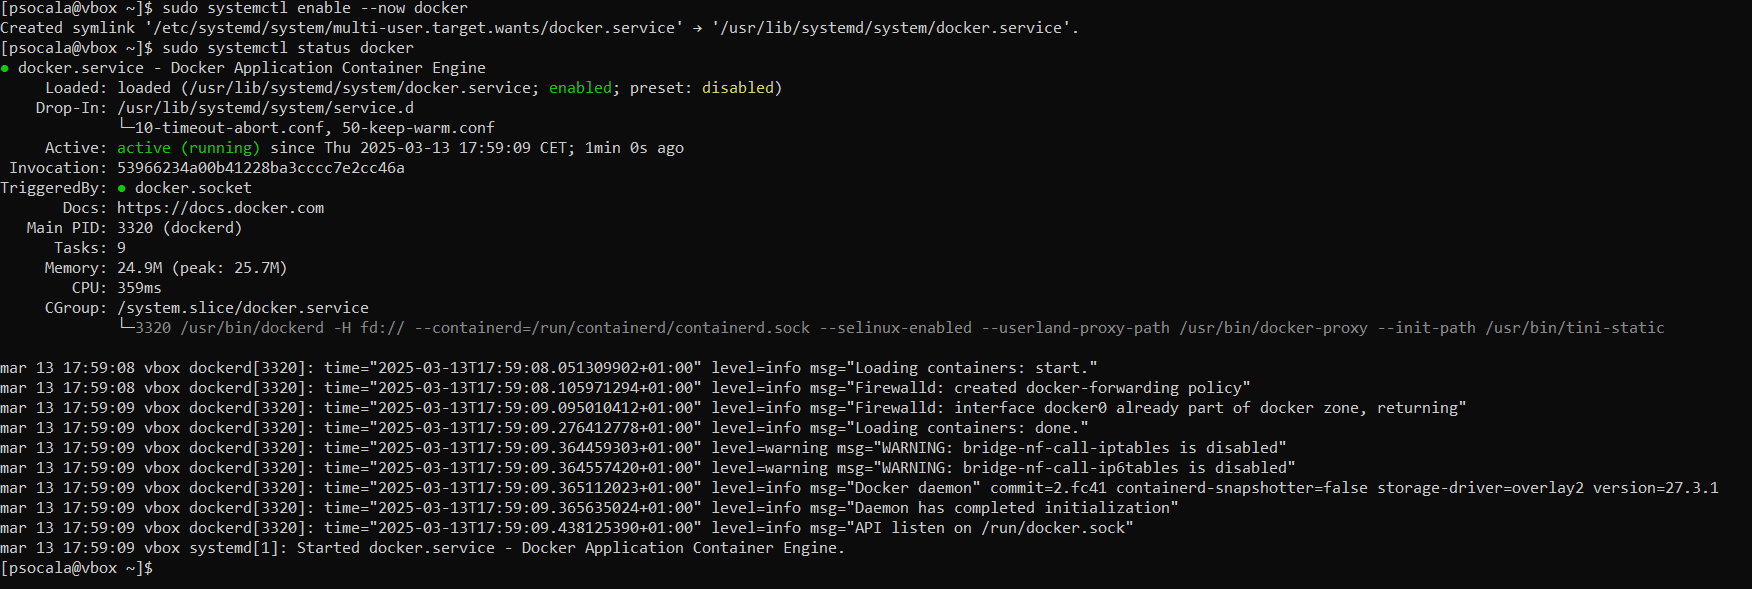 [psocala@vbox ~]$ sudo systemctl enable --now docker
Created symlink '/etc/systemd/system/multi-user.target.wants/docker.service' → '/usr/lib/systemd/system/docker.service'.
[psocala@vbox ~]$ sudo systemctl status docker
● docker.service - Docker Application Container Engine
     Loaded: loaded (/usr/lib/systemd/system/docker.service; enabled; preset: disabled)
    Drop-In: /usr/lib/systemd/system/service.d
             └─10-timeout-abort.conf, 50-keep-warm.conf
     Active: active (running) since Thu 2025-03-13 17:59:09 CET; 1min 0s ago
 Invocation: 53966234a00b41228ba3cccc7e2cc46a
TriggeredBy: ● docker.socket
       Docs: https://docs.docker.com
   Main PID: 3320 (dockerd)
      Tasks: 9
     Memory: 24.9M (peak: 25.7M)
        CPU: 359ms
     CGroup: /system.slice/docker.service
             └─3320 /usr/bin/dockerd -H fd:// --containerd=/run/containerd/containerd.sock --selinux-enabled --userland-proxy-path /usr/bin/docker-proxy --init-path /usr/bin/tini-static
mar 13 17:59:08 vbox dockerd[3320]: time="2025-03-13T17:59:08.051309902+01:00" level=info msg="Loading containers: start."
mar 13 17:59:08 vbox dockerd[3320]: time="2025-03-13T17:59:08.105971294+01:00" level=info msg="Firewalld: created docker-forwarding policy"
mar 13 17:59:09 vbox dockerd[3320]: time="2025-03-13T17:59:09.095010412+01:00" level=info msg="Firewalld: interface docker0 already part of docker zone, returning"
mar 13 17:59:09 vbox dockerd[3320]: time="2025-03-13T17:59:09.276412778+01:00" level=info msg="Loading containers: done."
mar 13 17:59:09 vbox dockerd[3320]: time="2025-03-13T17:59:09.364459303+01:00" level=warning msg="WARNING: bridge-nf-call-iptables is disabled"
mar 13 17:59:09 vbox dockerd[3320]: time="2025-03-13T17:59:09.364557420+01:00" level=warning msg="WARNING: bridge-nf-call-ip6tables is disabled"
mar 13 17:59:09 vbox dockerd[3320]: time="2025-03-13T17:59:09.365112023+01:00" level=info msg="Docker daemon" commit=2.fc41 containerd-snapshotter=false storage-driver=overlay2 version=27.3.1
mar 13 17:59:09 vbox dockerd[3320]: time="2025-03-13T17:59:09.365635024+01:00" level=info msg="Daemon has completed initialization"
mar 13 17:59:09 vbox dockerd[3320]: time="2025-03-13T17:59:09.438125390+01:00" level=info msg="API listen on /run/docker.sock"
mar 13 17:59:09 vbox systemd[1]: Started docker.service - Docker Application Container Engine.
[psocala@vbox ~]$